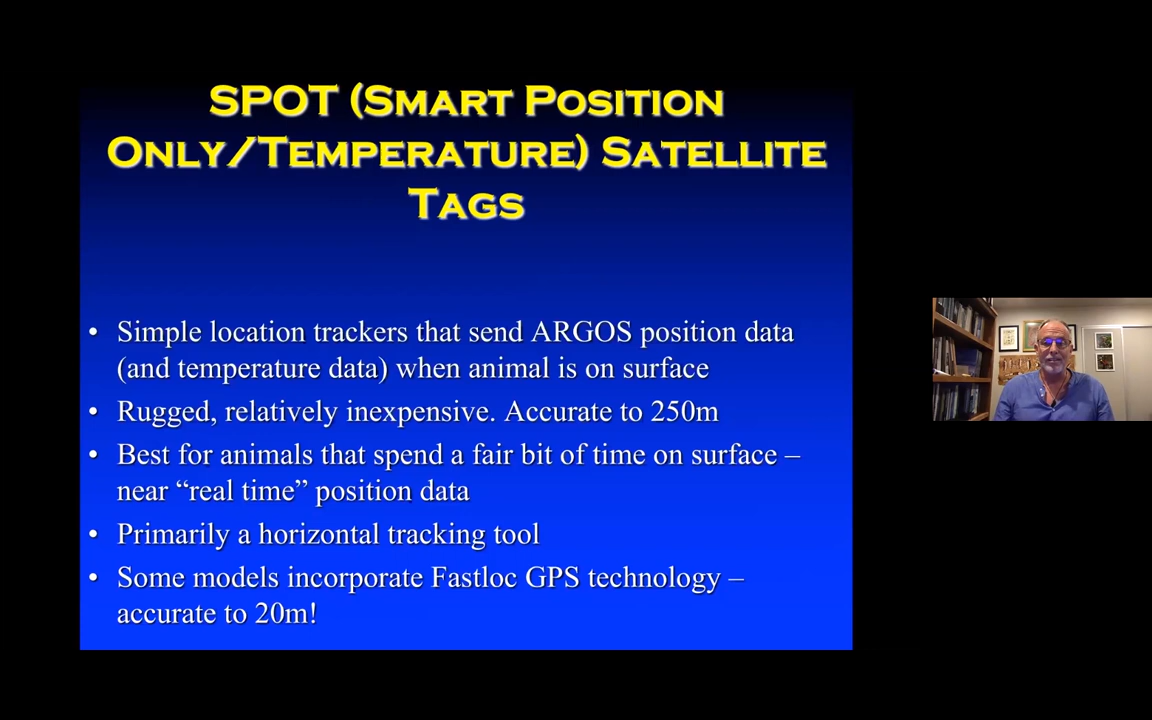 SPOT (Smart Position
Only/Temperature) Satellite
Tags
• Simple location trackers that send ARGOS position data
(and temperature data) when animal is on surface
• Rugged, relatively inexpensive. Accurate to 250m
• Best for animals that spend a fair bit of time on surface –
near “real time” position data
• Primarily a horizontal tracking tool
• Some models incorporate Fastloc GPS technology –
accurate to 20m!